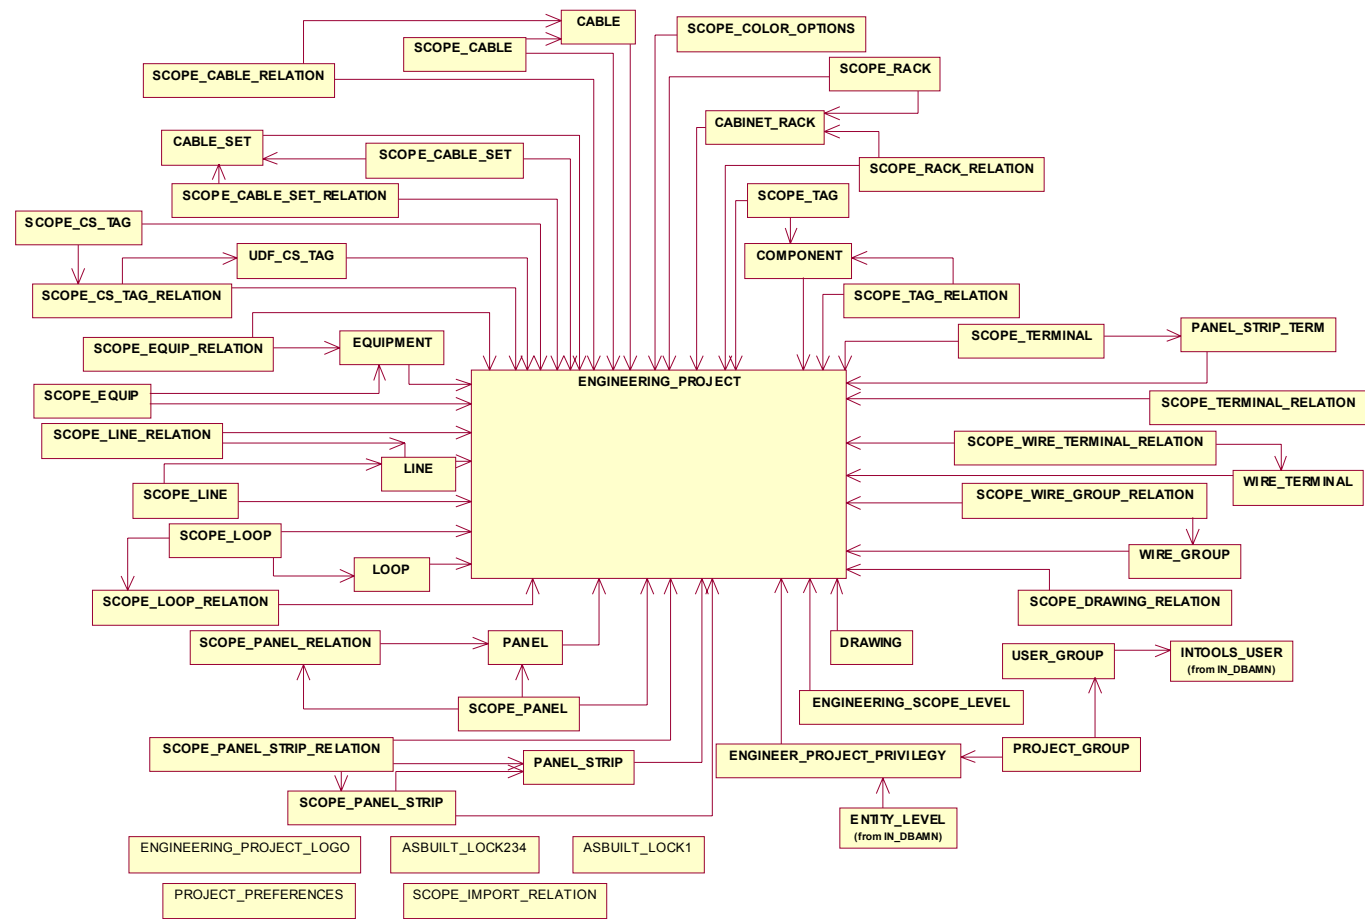 CABLE
SCOPE_COLOR_OPTIONS
SCOPE_CABLE
SCOPE_CABLE_RELATION
SCOPE_RACK
CABINET_RACK
CABLE_SET
SCOPE_CABLE_SET
SCOPE_RACK_RELATION
SCOPE_CABLE_SET_RELATION
SCOPE_TAG
SCOPE_CS_TAG
UDF_CS_TAG
COMPONENT
SCOPE_CS_TAG_RELATION
SCOPE_TAG_RELATION
SCOPE_TERMINAL
PANEL_STRIP_TERM
SCOPE_EQUIP_RELATION
EQUIPMENT
ENGINEERING_PROJECT
SCOPE_EQUIP
SCOPE_TERMINAL_RELATION
SCOPE_LINE_RELATION
SCOPE_WIRE_TERMINAL_RELATION
LINE
WIRE_TERMINAL
SCOPE_LINE
SCOPE_WIRE_GROUP_RELATION
SCOPE_LOOP
WIRE_GROUP
LOOP
SCOPE_LOOP_RELATION
SCOPE_DRAWING_RELATION
SCOPE_PANEL_RELATION
PANEL
DRAWING
USER_GROUP
INTOOLS_USER
(from IN_DBAMN)
SCOPE_PANEL
ENGINEERING_SCOPE_LEVEL
SCOPE_PANEL_STRIP_RELATION
PANEL_STRIP
ENGINEER_PROJECT_PRIVILEGY
PROJECT_GROUP
SCOPE_PANEL_STRIP
ENTITY_LEVEL
(from IN_DBAMN)
ENGINEERING_PROJECT_LOGO
ASBUILT_LOCK234
ASBUILT_LOCK1
PROJECT_PREFERENCES
SCOPE_IMPORT_RELATION